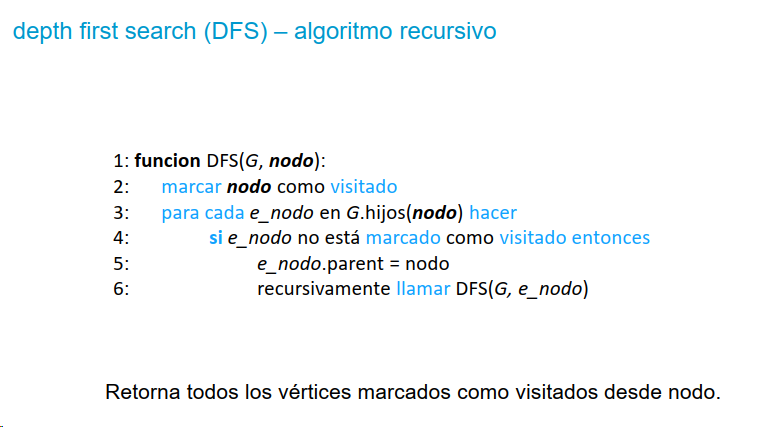 depth first search (DFS) – algoritmo recursivo
1: funcion DFS(G, nodo):
2: marcar nodo como visitado
3: para cada e_nodo en G.hijos(nodo) hacer
4: si e_nodo no está marcado como visitado entonces
5: e_nodo.parent = nodo
6: recursivamente llamar DFS(G, e_nodo)
Retorna todos los vértices marcados como visitados desde nodo.